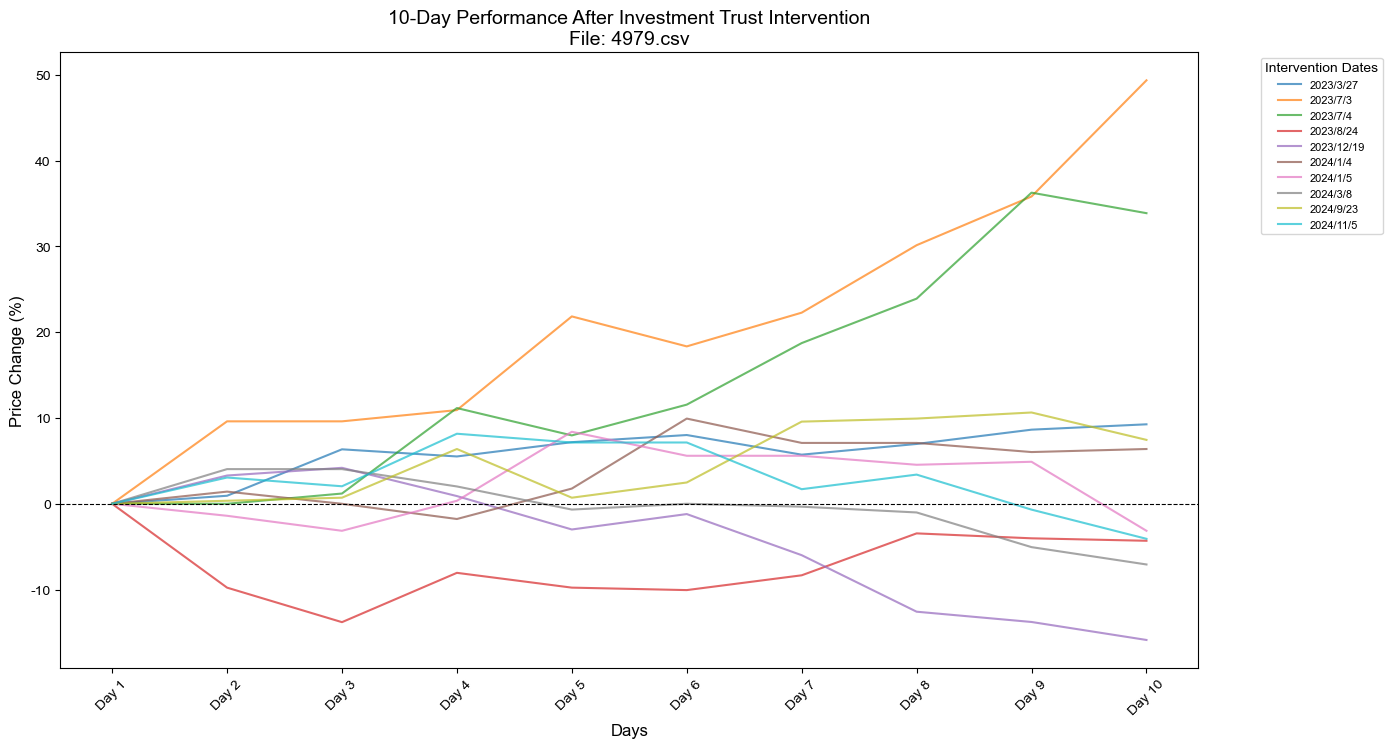 10-Day Performance After Investment Trust Intervention
File: 4979.csv
Price Change (%)
50
40
30
20
10
0
-10
Day 1
Day 2
Day 3
Day 4
Day 5
Day 6
Day 7
Day 8
Day 9
Day 10
Days
Intervention Dates
2023/3/27
2023/7/3
2023/7/4
2023/8/24
2023/12/19
2024/1/4
2024/1/5
2024/3/8
2024/9/23
2024/11/5